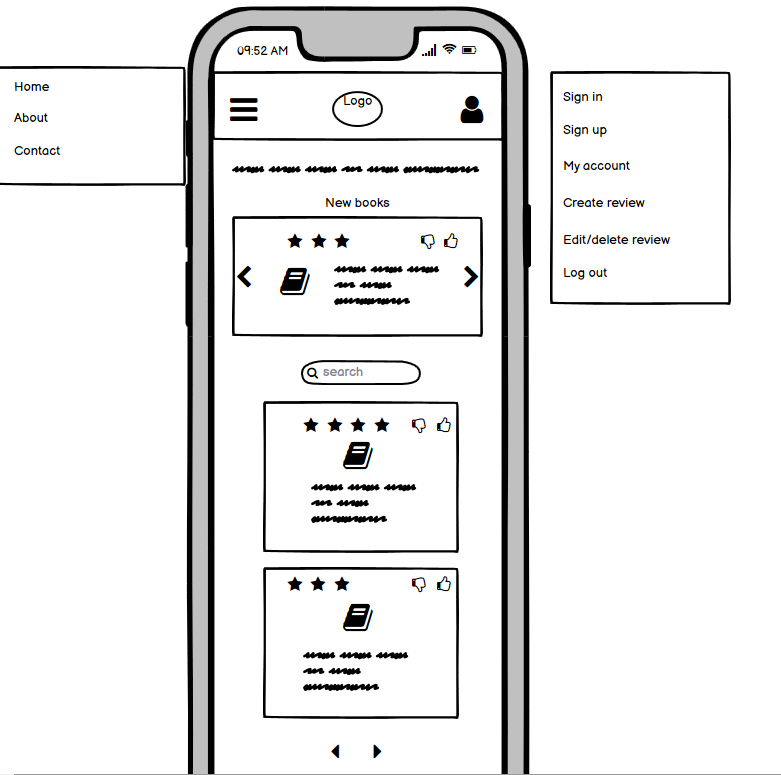 09:52 AM
Home
About
Contact
Logo
Sign in
Sign up
My account
Create review
Edit/delete review
Log out
New books
search